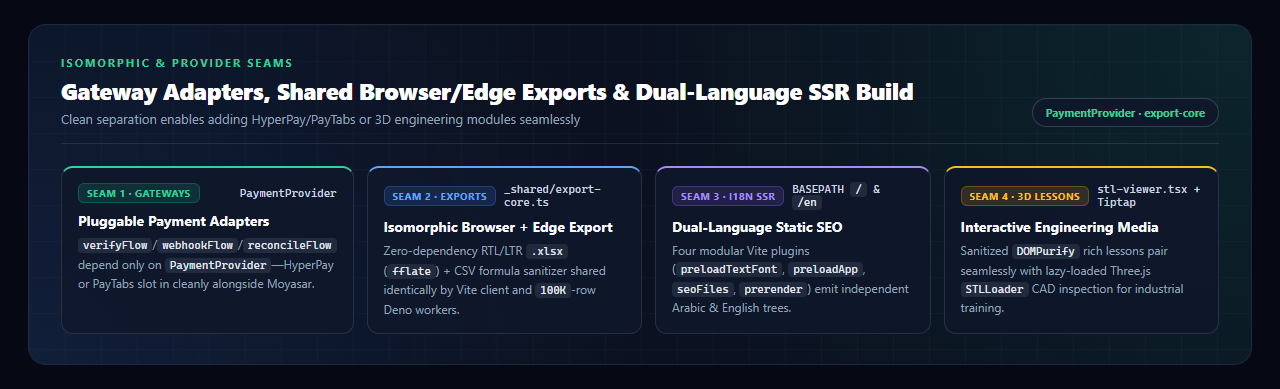 ISOMORPHIC & PROVIDER SEAMS
Gateway Adapters, Shared Browser/Edge Exports & Dual-Language SSR Build
Clean separation enables adding HyperPay/PayTabs or 3D engineering modules seamlessly
PaymentProvider · export-core
SEAM 1 · GATEWAYS
PaymentProvider
Pluggable Payment Adapters
verifyFlow / webhookFlow / reconcileFlow
depend only on PaymentProvider—HyperPay
or PayTabs slot in cleanly alongside Moyasar.
SEAM 2 · EXPORTS
_shared/export-
core.ts
Isomorphic Browser + Edge Export
Zero-dependency RTL/LTR .xlsx
(fflate) + CSV formula sanitizer shared
identically by Vite client and 100K-row
Deno workers.
SEAM 3 · I18N SSR
BASEPATH / &
/en
Dual-Language Static SEO
Four modular Vite plugins
(preloadTextFont, preloadApp,
seoFiles, prerender) emit independent
Arabic & English trees.
SEAM 4 · 3D LESSONS
stl-viewer.tsx +
Tiptap
Interactive Engineering Media
Sanitized DOMPurify rich lessons pair
seamlessly with lazy-loaded Three.js
STLLoader CAD inspection for industrial
training.